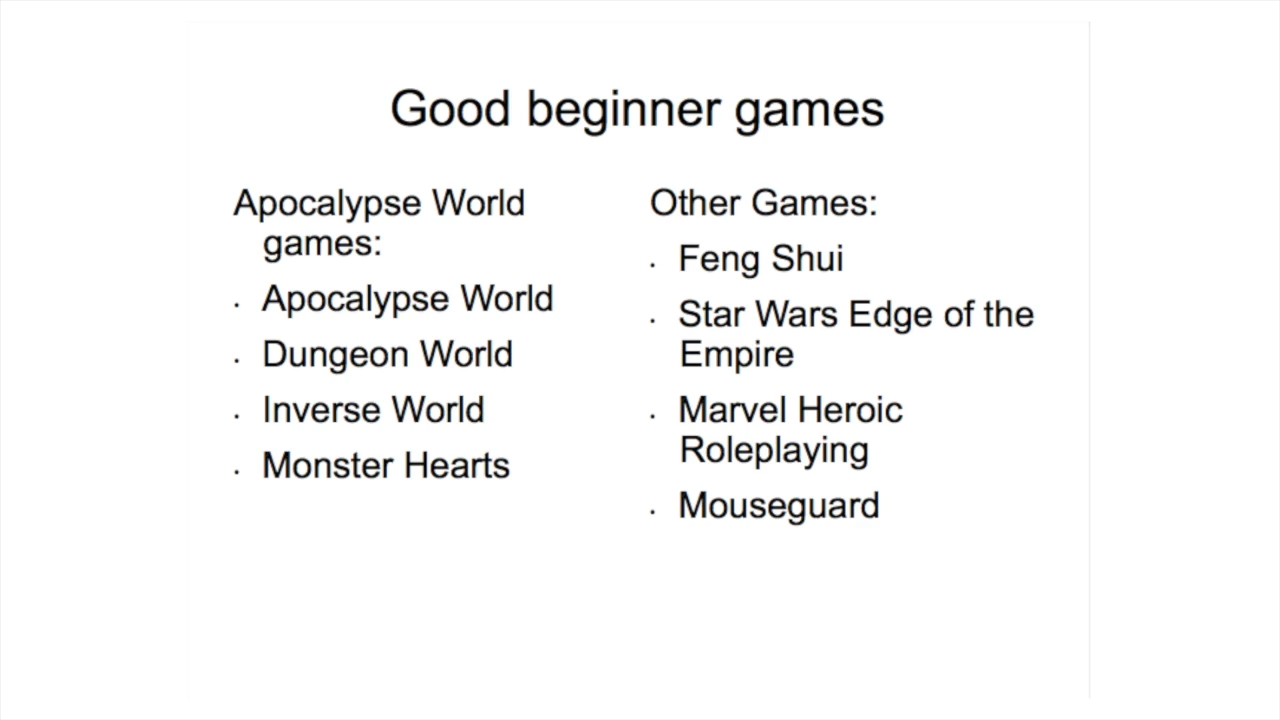 Good beginner games
Apocalypse World
games:
· Apocalypse World
· Dungeon World
· Inverse World
· Monster Hearts
Other Games:
· Feng Shui
· Star Wars Edge of the
Empire
· Marvel Heroic
Roleplaying
· Mouseguard